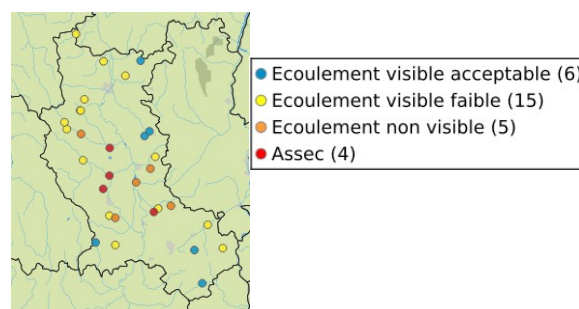 Ecoulement visible acceptable (6)
Ecoulement visible faible (15)
Ecoulement non visible (5)
Assec (4)